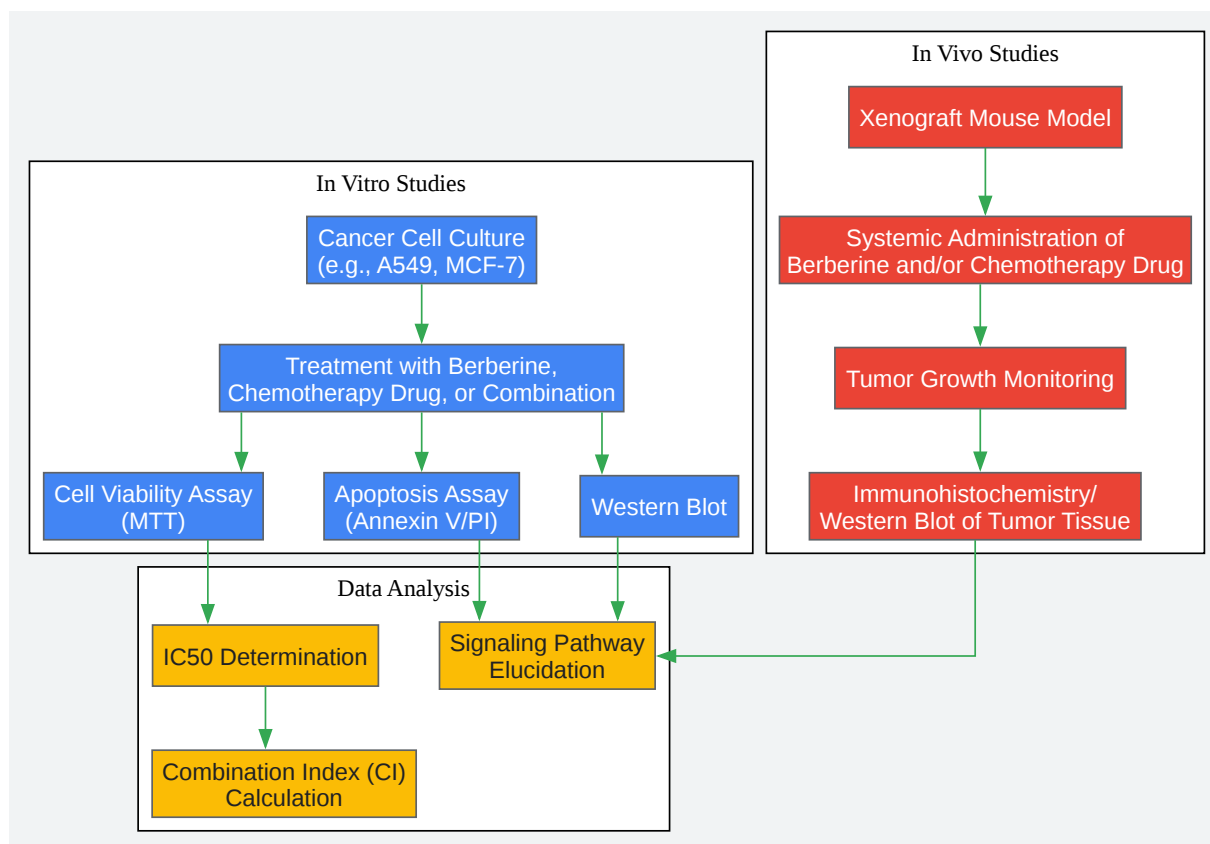 In Vitro Studies
Cancer Cell Culture
(e.g., A549, MCF-7)
Treatment with Berberine,
Chemotherapy Drug, or Combination
Cell Viability Assay
(MTT)
Apoptosis Assay
(Annexin V/PI)
Western Blot
In Vivo Studies
Xenograft Mouse Model
Systemic Administration of
Berberine and/or Chemotherapy Drug
Tumor Growth Monitoring
Immunohistochemistry/
Western Blot of Tumor Tissue
Data Analysis
IC50 Determination
Signaling Pathway
Elucidation
Combination Index (CI)
Calculation